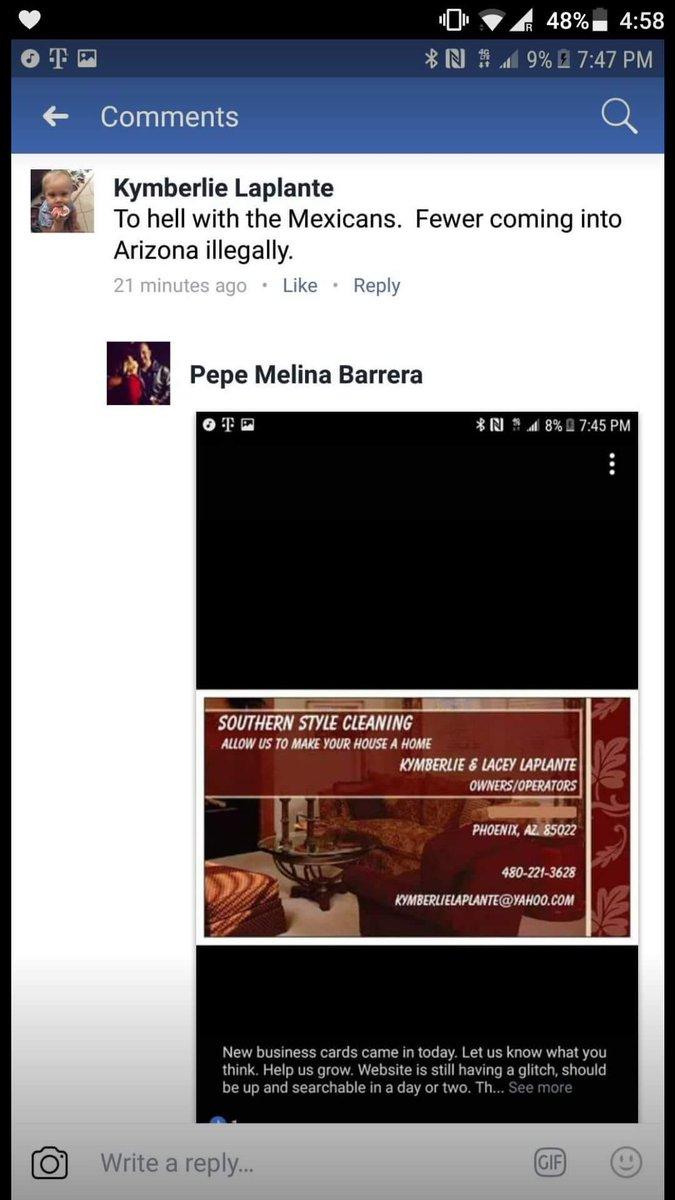 48% 4:58
9% 7:47 PM
Comments
Kymberlie Laplante
To hell with the Mexicans. Fewer coming into
Arizona illegally.
21 minutes ago • Like • Reply
Pepe Melina Barrera
8% 7:45 PM
SOUTHERN STYLE CLEANING
ALLOW US TO MAKE YOUR HOUSE A HOME
KYMBERLIE & LACEY LAPLANTE
OWNERS/OPERATORS
PHOENIX, AZ. 85022
480-221-3628
KYMBERLIELAPLANTE@YAHOO.COM
New business cards came in today. Let us know what you
think. Help us grow. Website is still having a glitch, should
be up and searchable in a day or two. Th... See more
Write a reply...
GIF